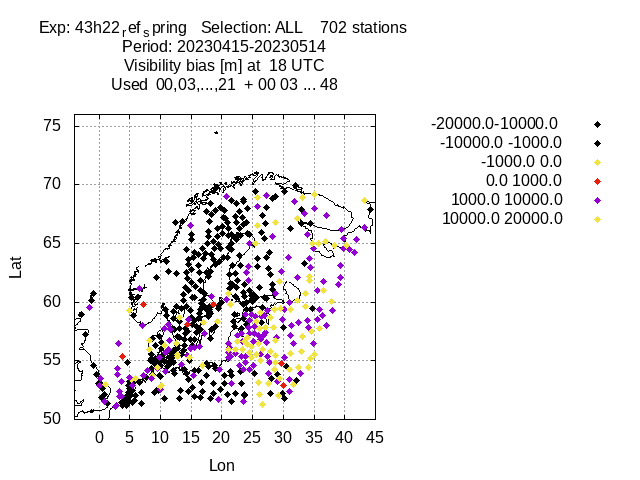 Exp: 43h22ref spring Selection: ALL 702 stations
Period: 20230415-20230514
Visibility bias [m] at 18 UTC
Used 00,03,...,21 + 00 03 ... 48
-20000.0-10000.0
-10000.0 -1000.0
-1000.0 0.0
0.0 1000.0
1000.0 10000.0
10000.0 20000.0
75
70
65
60
55
50
Lat
0 5 10 15 20 25 30 35 40 45
Lon